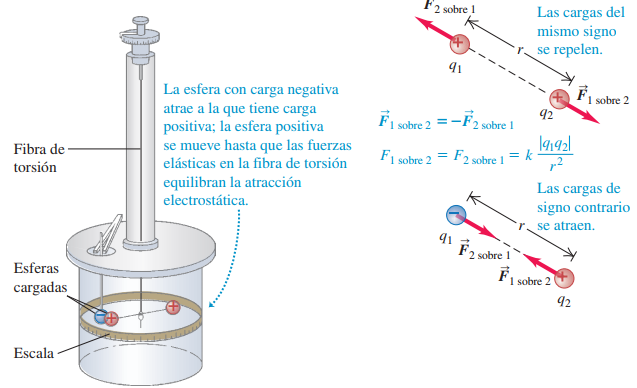 La esfera con carga negativa
atrae a la que tiene carga
positiva; la esfera positiva
se mueve hasta que las fuerzas
elásticas en la fibra de torsión
equilibran la atracción
electrostática.
Fibra de
torsión
Esferas
cargadas
Escala
F⃗2 sobre 1
Las cargas del
mismo signo
se repelen.
r
q1
q2
F⃗1 sobre 2
F⃗1 sobre 2 = −F⃗2 sobre 1
F1 sobre 2 = F2 sobre 1 = k |q1q2| / r²
Las cargas de
signo contrario
se atraen.
r
q1
F⃗2 sobre 1
F⃗1 sobre 2
q2